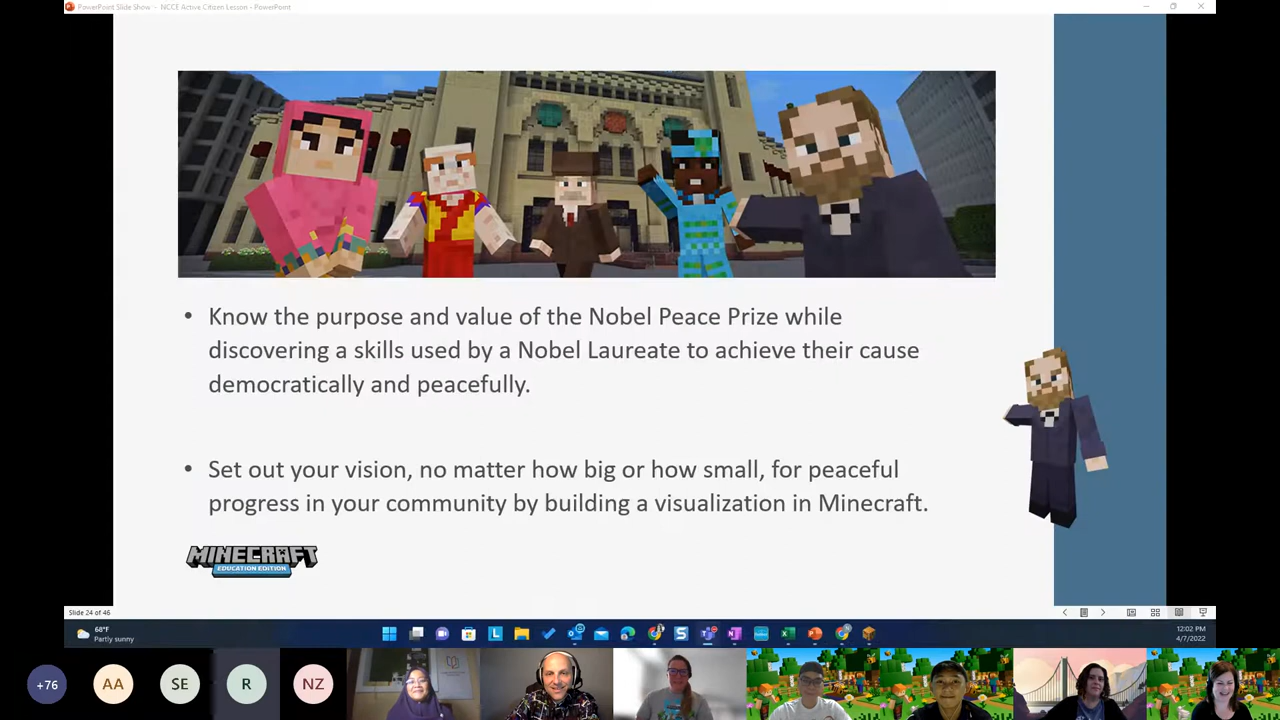 PowerPoint Slide Show - NCCE Active Citizen Lesson - PowerPoint
• Know the purpose and value of the Nobel Peace Prize while
discovering a skills used by a Nobel Laureate to achieve their cause
democratically and peacefully.
• Set out your vision, no matter how big or how small, for peaceful
progress in your community by building a visualization in Minecraft.
MINECRAFT
EDUCATION EDITION
Slide 24 of 46
68°F
Partly sunny
12:02 PM
4/7/2022
+76
AA
SE
R
NZ